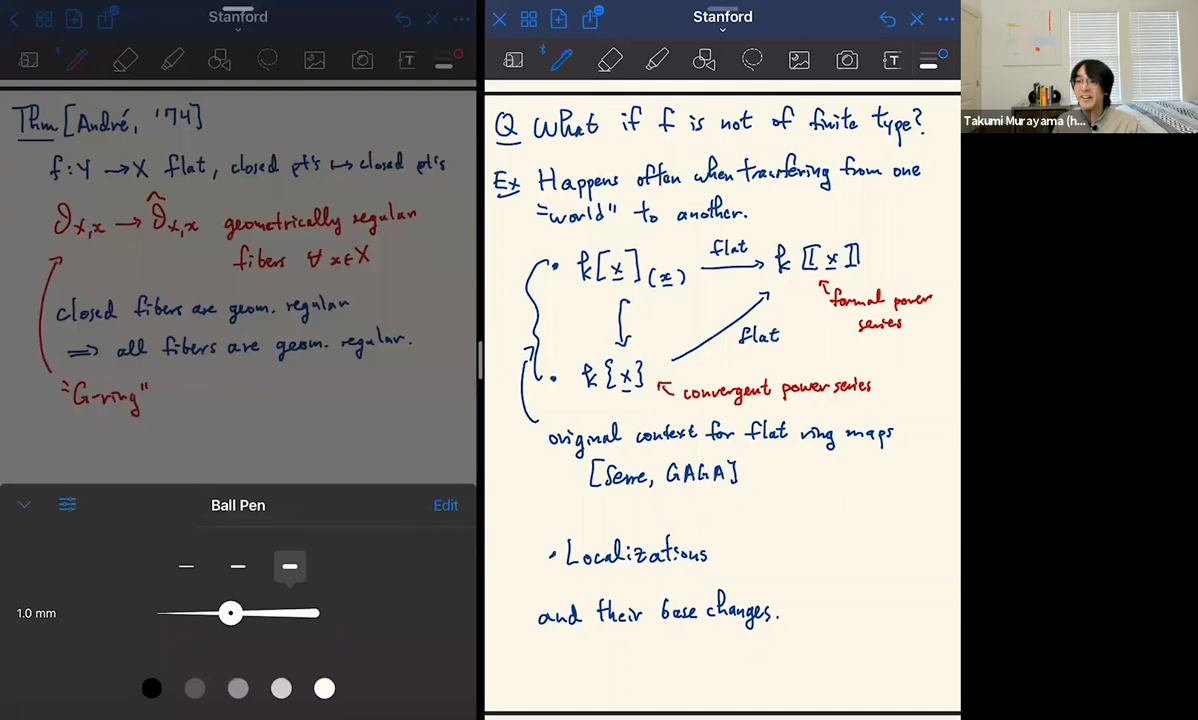 Stanford
Thm [André, '74]
f: Y → X flat, closed pt's ↦ closed pt's
O_{X,x} → Ô_{X,x} geometrically regular
fibers ∀ x∈X
closed fibers are geom. regular
⟹ all fibers are geom. regular.
"G-ring"
Ball Pen
Edit
1.0 mm
Stanford
Q What if f is not of finite type?
Ex Happens often when transfering from one
"world" to another.
• k[x]_(x) flat→ k[[x]]
formal power
series
flat
• k{x} ← convergent power series
original context for flat ring maps
[Serre, GAGA]
• Localizations
and their base changes.
Takumi Murayama (h...